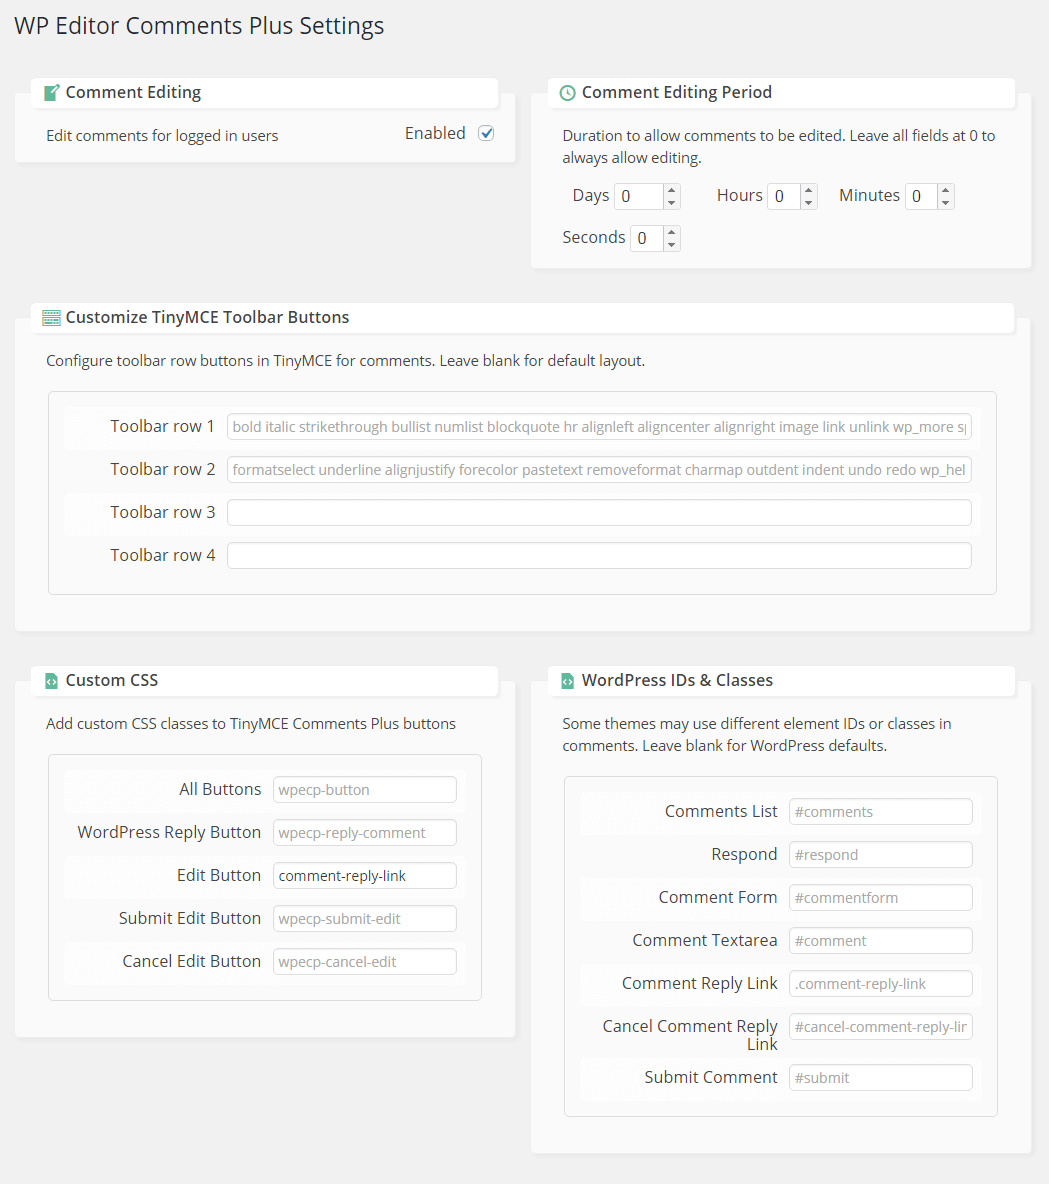 WP Editor Comments Plus Settings
Comment Editing
Edit comments for logged in users
Enabled
Comment Editing Period
Duration to allow comments to be edited. Leave all fields at 0 to
always allow editing.
Days 0 Hours 0 Minutes 0
Seconds 0
Customize TinyMCE Toolbar Buttons
Configure toolbar row buttons in TinyMCE for comments. Leave blank for default layout.
Toolbar row 1 bold italic strikethrough bullist numlist blockquote hr alignleft aligncenter alignright image link unlink wp_more
Toolbar row 2 formatselect underline alignjustify forecolor pastetext removeformat charmap outdent indent undo redo wp_hel
Toolbar row 3
Toolbar row 4
Custom CSS
Add custom CSS classes to TinyMCE Comments Plus buttons
All Buttons wpecp-button
WordPress Reply Button wpecp-reply-comment
Edit Button comment-reply-link
Submit Edit Button wpecp-submit-edit
Cancel Edit Button wpecp-cancel-edit
WordPress IDs & Classes
Some themes may use different element IDs or classes in
comments. Leave blank for WordPress defaults.
Comments List #comments
Respond #respond
Comment Form #commentform
Comment Textarea #comment
Comment Reply Link .comment-reply-link
Cancel Comment Reply #cancel-comment-reply-lin
Link
Submit Comment #submit